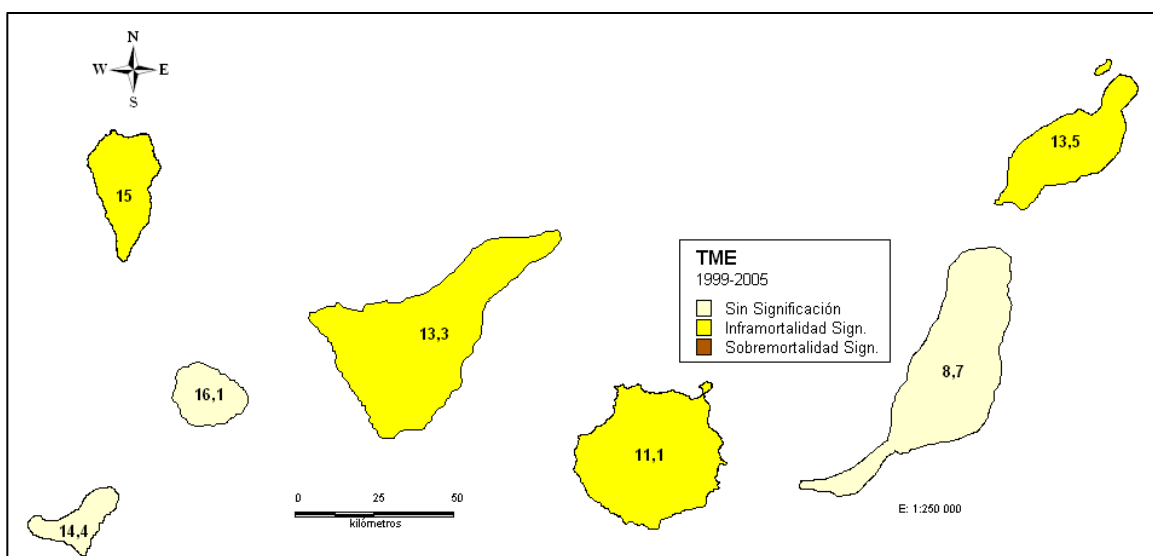 N
W E
S
13,5
15
TME
1999-2005
Sin Significación
Inframortalidad Sign.
Sobremortalidad Sign.
13,3
8,7
16,1
11,1
0 25 50
kilómetros
E: 1:250 000
14,4